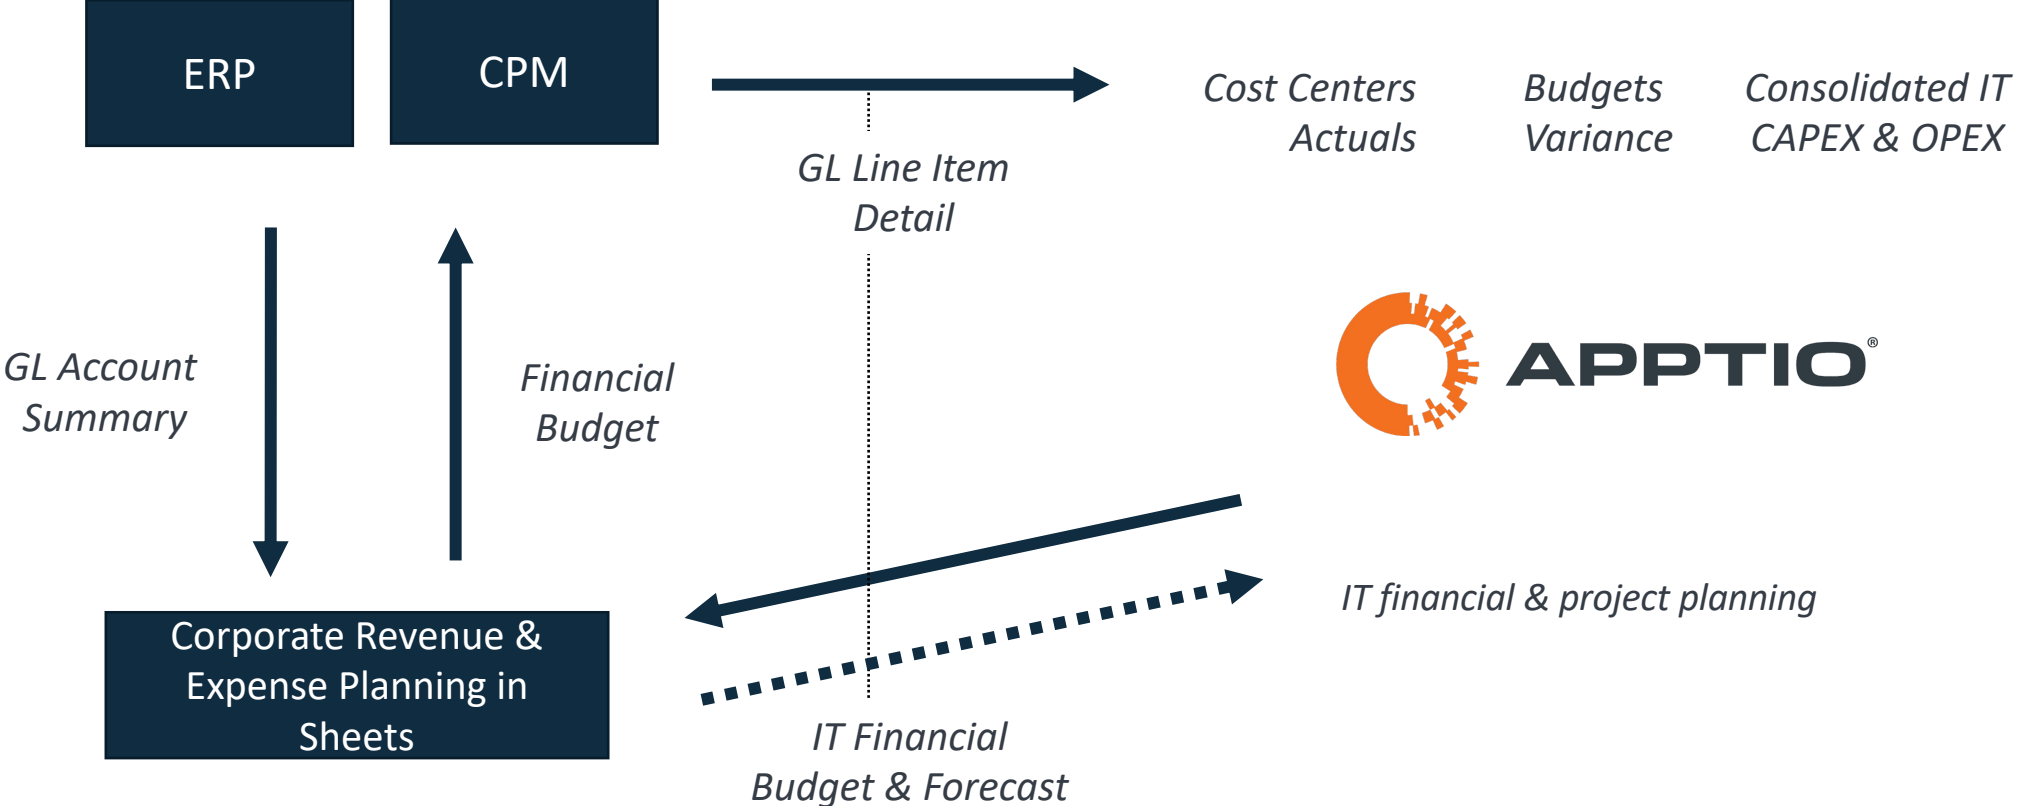 ERP
CPM
Cost Centers
Actuals
Budgets
Variance
Consolidated IT
CAPEX & OPEX
GL Line Item
Detail
GL Account
Summary
Financial
Budget
APPTIO®
IT financial & project planning
Corporate Revenue &
Expense Planning in
Sheets
IT Financial
Budget & Forecast